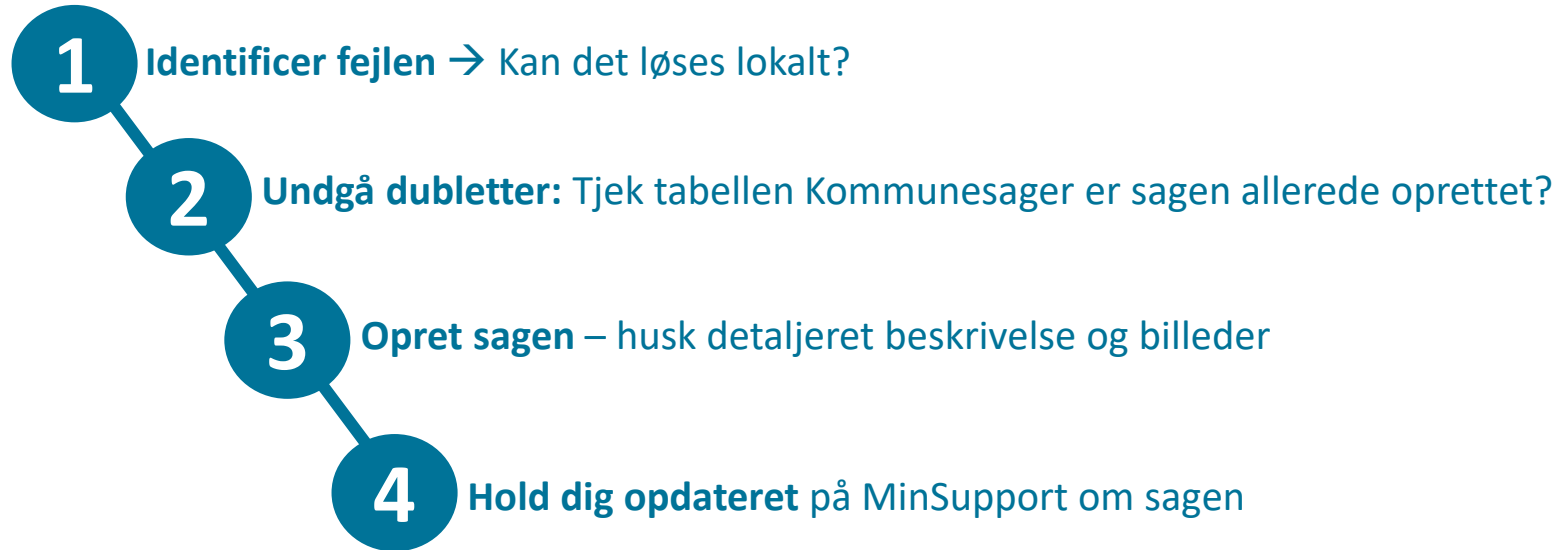 1 Identificer fejlen → Kan det løses lokalt?
2 Undgå dubletter: Tjek tabellen Kommunesager er sagen allerede oprettet?
3 Opret sagen – husk detaljeret beskrivelse og billeder
4 Hold dig opdateret på MinSupport om sagen